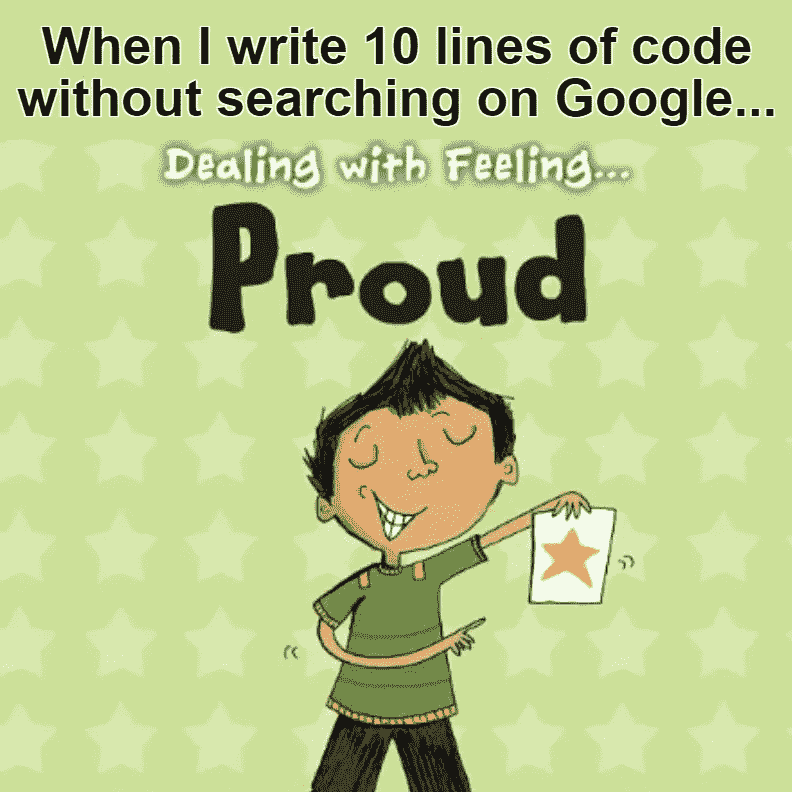 When I write 10 lines of code
without searching on Google...
Dealing with Feeling...
Proud